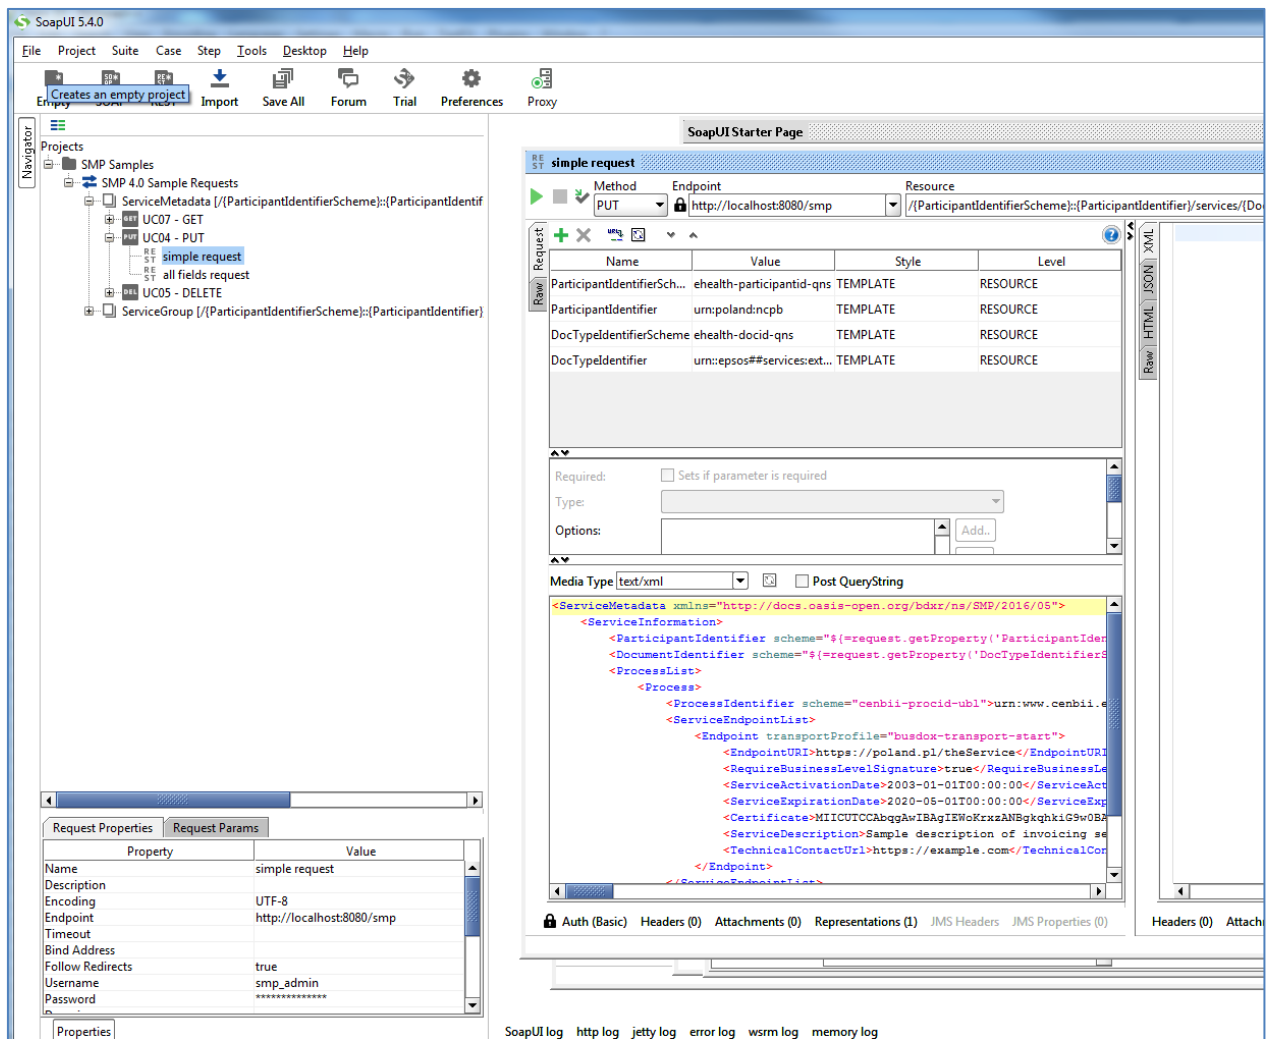 SoapUI 5.4.0
File Project Suite Case Step Tools Desktop Help
Empty SOAP REST Import Save All Forum Trial Preferences Proxy
Creates an empty project
Navigator
Projects
SMP Samples
SMP 4.0 Sample Requests
ServiceMetadata [/{ParticipantIdentifierScheme}::{ParticipantIdentif
GET UC07 - GET
PUT UC04 - PUT
REST simple request
REST all fields request
DEL UC05 - DELETE
ServiceGroup [/{ParticipantIdentifierScheme}::{ParticipantIdentifier}
Request Properties Request Params
Property Value
Name simple request
Description
Encoding UTF-8
Endpoint http://localhost:8080/smp
Timeout
Bind Address
Follow Redirects true
Username smp_admin
Password **************
Properties
SoapUI Starter Page
REST simple request
Method Endpoint Resource
PUT http://localhost:8080/smp /{ParticipantIdentifierScheme}::{ParticipantIdentifier}/services/{Doc
Request
Raw
Name Value Style Level
ParticipantIdentifierSch... ehealth-participantid-qns TEMPLATE RESOURCE
ParticipantIdentifier urn:poland:ncpb TEMPLATE RESOURCE
DocTypeIdentifierScheme ehealth-docid-qns TEMPLATE RESOURCE
DocTypeIdentifier urn::epsos##services:ext... TEMPLATE RESOURCE
Required: Sets if parameter is required
Type:
Options: Add..
Media Type text/xml Post QueryString
<ServiceMetadata xmlns="http://docs.oasis-open.org/bdxr/ns/SMP/2016/05">
<ServiceInformation>
<ParticipantIdentifier scheme="${=request.getProperty('ParticipantIden
<DocumentIdentifier scheme="${=request.getProperty('DocTypeIdentifierS
<ProcessList>
<Process>
<ProcessIdentifier scheme="cenbii-procid-ubl">urn:www.cenbii.e
<ServiceEndpointList>
<Endpoint transportProfile="busdox-transport-start">
<EndpointURI>https://poland.pl/theService</EndpointURI
<RequireBusinessLevelSignature>true</RequireBusinessLe
<ServiceActivationDate>2003-01-01T00:00:00</ServiceAct
<ServiceExpirationDate>2020-05-01T00:00:00</ServiceExp
<Certificate>MIICUTCCAbqgAwIBAgIEWoKrxzANBgkqhkiG9w0BA
<ServiceDescription>Sample description of invoicing se
<TechnicalContactUrl>https://example.com</TechnicalCon
</Endpoint>
</ServiceEndpointList>
Auth (Basic) Headers (0) Attachments (0) Representations (1) JMS Headers JMS Properties (0)
XML
JSON
HTML
Raw
Headers (0) Attach
SoapUI log http log jetty log error log wsrm log memory log